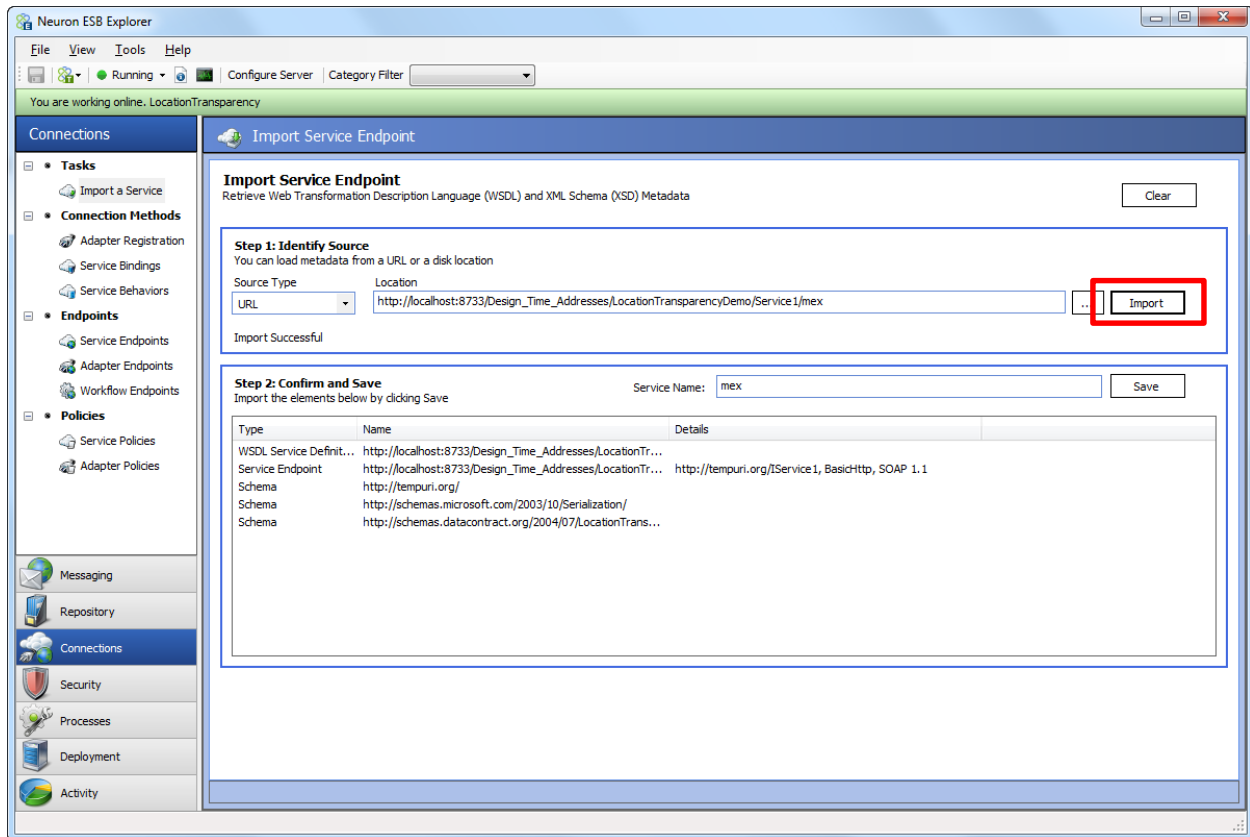 Neuron ESB Explorer
File View Tools Help
Running Configure Server Category Filter
You are working online. LocationTransparency
Connections
Import Service Endpoint
Tasks
Import a Service
Connection Methods
Adapter Registration
Service Bindings
Service Behaviors
Endpoints
Service Endpoints
Adapter Endpoints
Workflow Endpoints
Policies
Service Policies
Adapter Policies
Messaging
Repository
Connections
Security
Processes
Deployment
Activity
Import Service Endpoint
Retrieve Web Transformation Description Language (WSDL) and XML Schema (XSD) Metadata
Clear
Step 1: Identify Source
You can load metadata from a URL or a disk location
Source Type Location
URL http://localhost:8733/Design_Time_Addresses/LocationTransparencyDemo/Service1/mex .. Import
Import Successful
Step 2: Confirm and Save
Import the elements below by clicking Save
Service Name: mex Save
Type Name Details
WSDL Service Definit... http://localhost:8733/Design_Time_Addresses/LocationTr...
Service Endpoint http://localhost:8733/Design_Time_Addresses/LocationTr... http://tempuri.org/IService1, BasicHttp, SOAP 1.1
Schema http://tempuri.org/
Schema http://schemas.microsoft.com/2003/10/Serialization/
Schema http://schemas.datacontract.org/2004/07/LocationTrans...